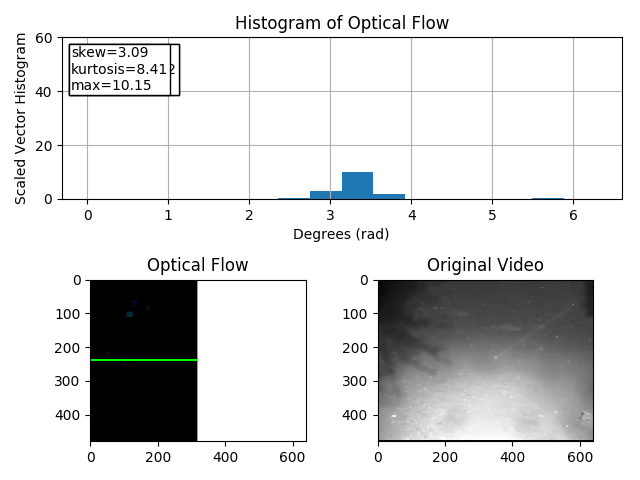 Histogram of Optical Flow
Scaled Vector Histogram
60
40
20
0
skew=3.09
kurtosis=8.412
max=10.15
0 1 2 3 4 5 6
Degrees (rad)
Optical Flow
0
100
200
300
400
0 200 400 600
Original Video
0
100
200
300
400
0 200 400 600